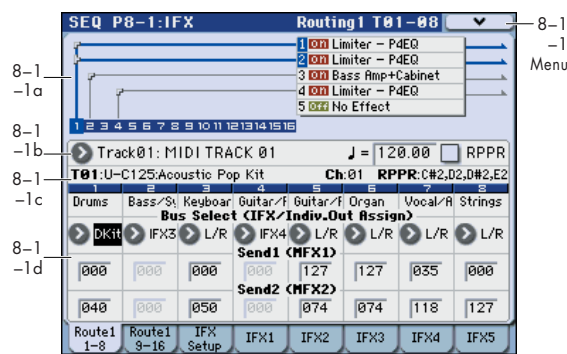 SEQ P8-1:IFX Routing1 T01-08
8-1
-1
Menu
1 On Limiter - P4EQ
2 On Limiter - P4EQ
3 On Bass Amp+Cabinet
4 On Limiter - P4EQ
5 Off No Effect
8-1
-1a
1 2 3 4 5 6 7 8 9 10 11 12 13 14 15 16
8-1
-1b
Track01: MIDI TRACK 01 ♩= 120.00 RPPR
8-1
-1c
T01:U-C125:Acoustic Pop Kit Ch:01 RPPR:C#2,D2,D#2,E2
1 2 3 4 5 6 7 8
Drums Bass/Sy Keyboar Guitar/F Guitar/F Organ Vocal/A Strings
Bus Select (IFX/Indiv.Out Assign)
8-1
-1d
DKit IFX3 L/R IFX4 L/R L/R L/R L/R
Send1 (MFX1)
000 000 000 000 127 127 035 000
Send2 (MFX2)
040 000 050 000 074 074 118 127
Route1 1-8 Route1 9-16 IFX Setup IFX1 IFX2 IFX3 IFX4 IFX5